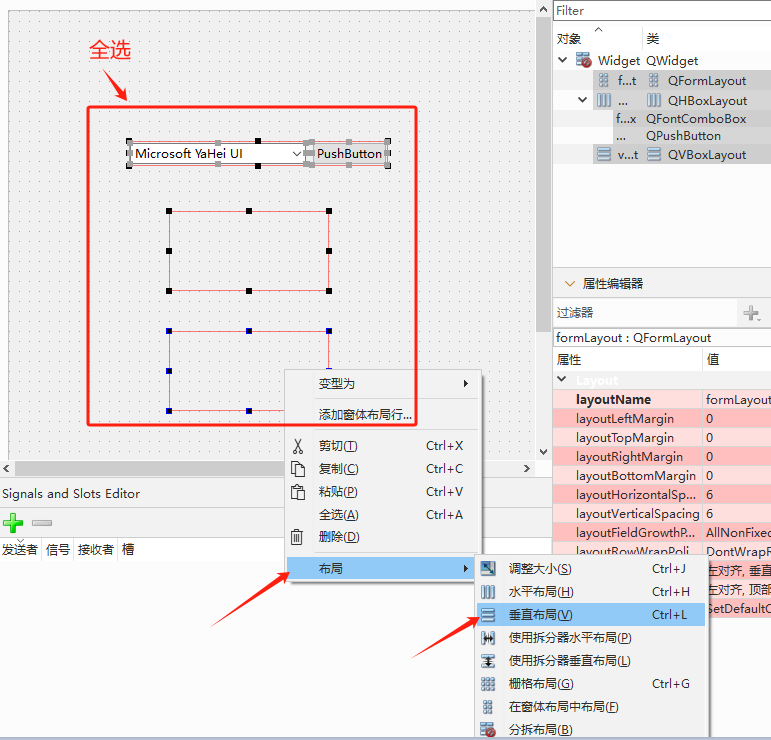 全选
Microsoft YaHei UI
PushButton
Filter
对象 类
Widget QWidget
f...t QFormLayout
... QHBoxLayout
f...x QFontComboBox
... QPushButton
v...t QVBoxLayout
属性编辑器
过滤器
formLayout : QFormLayout
属性 值
Layout
layoutName formLayout
layoutLeftMargin 0
layoutTopMargin 0
layoutRightMargin 0
layoutBottomMargin 0
layoutHorizontalSp... 6
layoutVerticalSpacing 6
layoutFieldGrowthP... AllNonFixed
layoutRowWrapPoli... DontWrapR
左对齐, 垂直
左对齐, 顶部
SetDefaultC
变型为
添加窗体布局行...
剪切(T) Ctrl+X
复制(C) Ctrl+C
粘贴(P) Ctrl+V
全选(A) Ctrl+A
删除(D)
布局
Signals and Slots Editor
发送者 信号 接收者 槽
调整大小(S) Ctrl+J
水平布局(H) Ctrl+H
垂直布局(V) Ctrl+L
使用拆分器水平布局(P)
使用拆分器垂直布局(L)
栅格布局(G) Ctrl+G
在窗体布局中布局(F)
分拆布局(B)